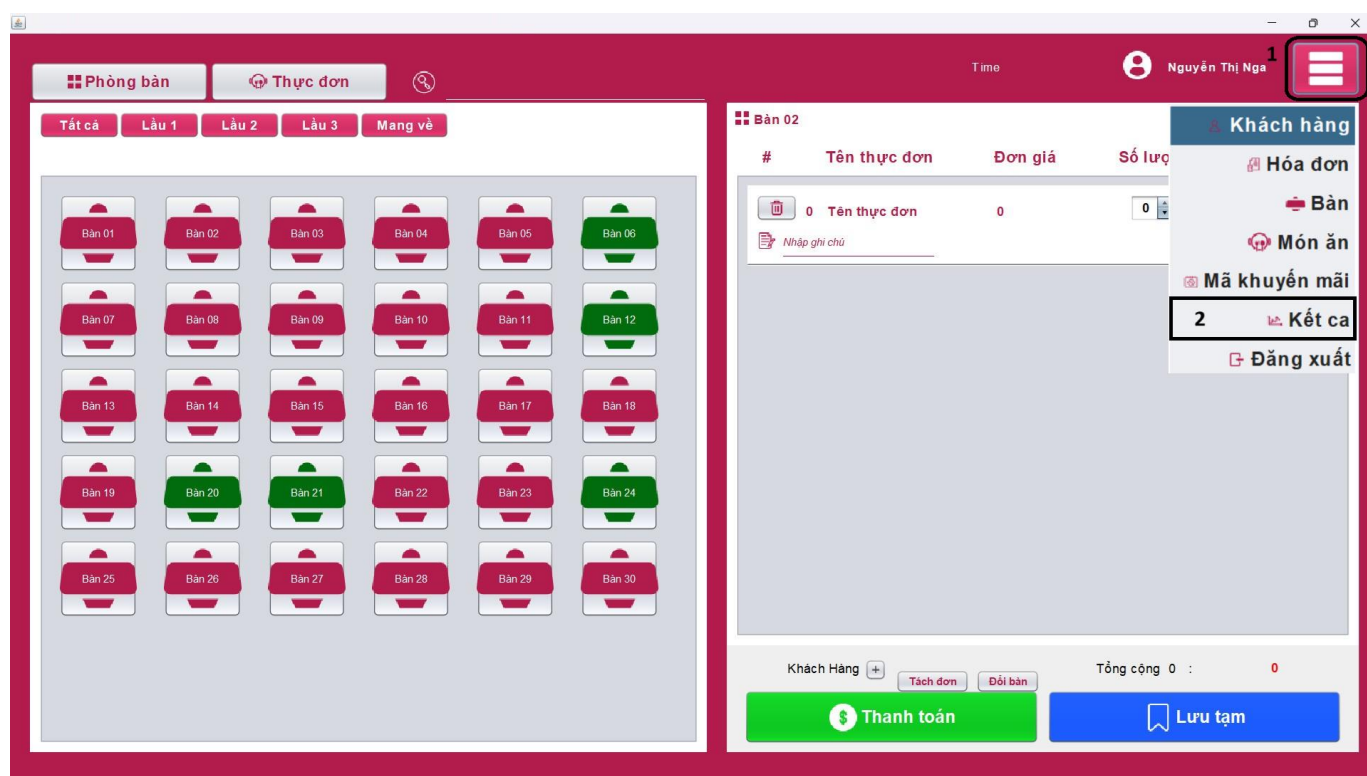 Phòng bàn Thực đơn Time Nguyễn Thị Nga 1
Tất cả Lầu 1 Lầu 2 Lầu 3 Mang về
Bàn 01 Bàn 02 Bàn 03 Bàn 04 Bàn 05 Bàn 06
Bàn 07 Bàn 08 Bàn 09 Bàn 10 Bàn 11 Bàn 12
Bàn 13 Bàn 14 Bàn 15 Bàn 16 Bàn 17 Bàn 18
Bàn 19 Bàn 20 Bàn 21 Bàn 22 Bàn 23 Bàn 24
Bàn 25 Bàn 26 Bàn 27 Bàn 28 Bàn 29 Bàn 30
Bàn 02
# Tên thực đơn Đơn giá Số lượ
0 Tên thực đơn 0 0
Nhập ghi chú
Khách hàng
Hóa đơn
Bàn
Món ăn
Mã khuyến mãi
2 Kết ca
Đăng xuất
Khách Hàng + Tách đơn Đổi bàn Tổng cộng 0 : 0
$ Thanh toán Lưu tạm